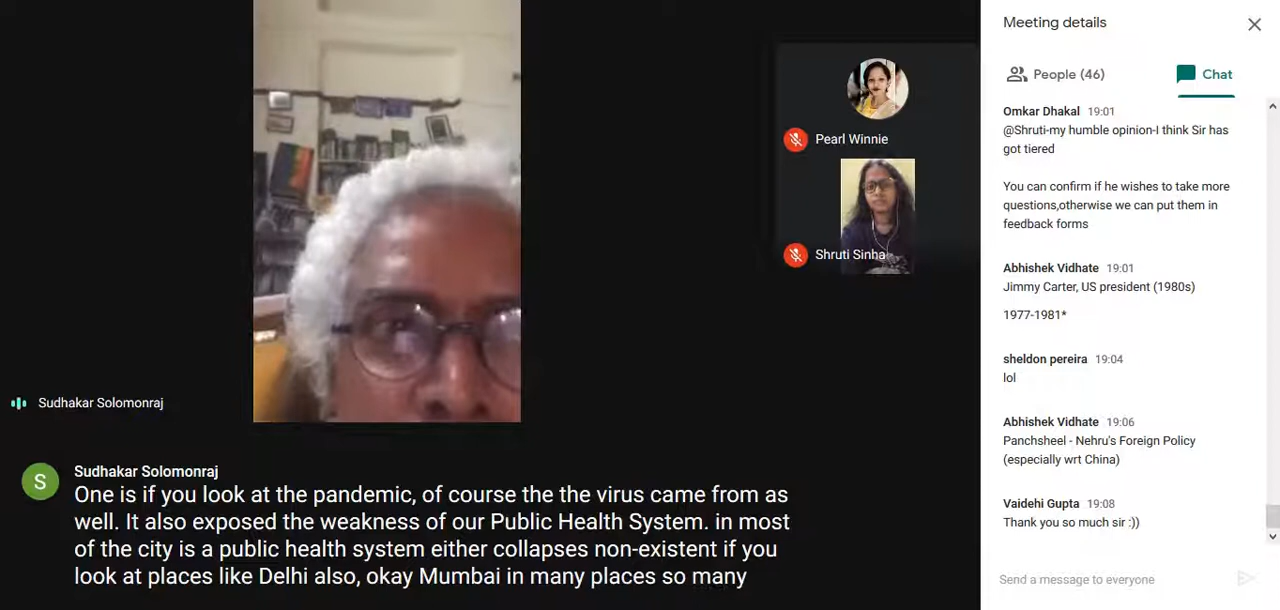 Meeting details
People (46)
Chat
Omkar Dhakal 19:01
@Shruti-my humble opinion-I think Sir has
got tiered
You can confirm if he wishes to take more
questions,otherwise we can put them in
feedback forms
Abhishek Vidhate 19:01
Jimmy Carter, US president (1980s)
1977-1981*
sheldon pereira 19:04
lol
Abhishek Vidhate 19:06
Panchsheel - Nehru's Foreign Policy
(especially wrt China)
Vaidehi Gupta 19:08
Thank you so much sir :))
Send a message to everyone
Pearl Winnie
Shruti Sinha
Sudhakar Solomonraj
S
Sudhakar Solomonraj
One is if you look at the pandemic, of course the the virus came from as
well. It also exposed the weakness of our Public Health System. in most
of the city is a public health system either collapses non-existent if you
look at places like Delhi also, okay Mumbai in many places so many